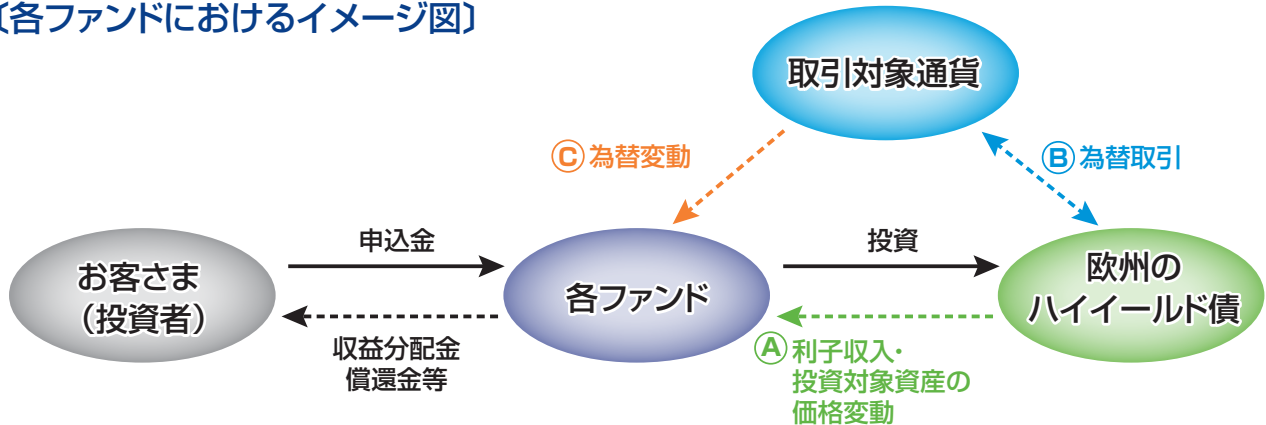 〔各ファンドにおけるイメージ図〕
取引対象通貨
Ⓒ為替変動
Ⓑ為替取引
申込金
投資
お客さま
（投資者）
各ファンド
欧州の
ハイイールド債
収益分配金
償還金等
Ⓐ利子収入・
投資対象資産の
価格変動